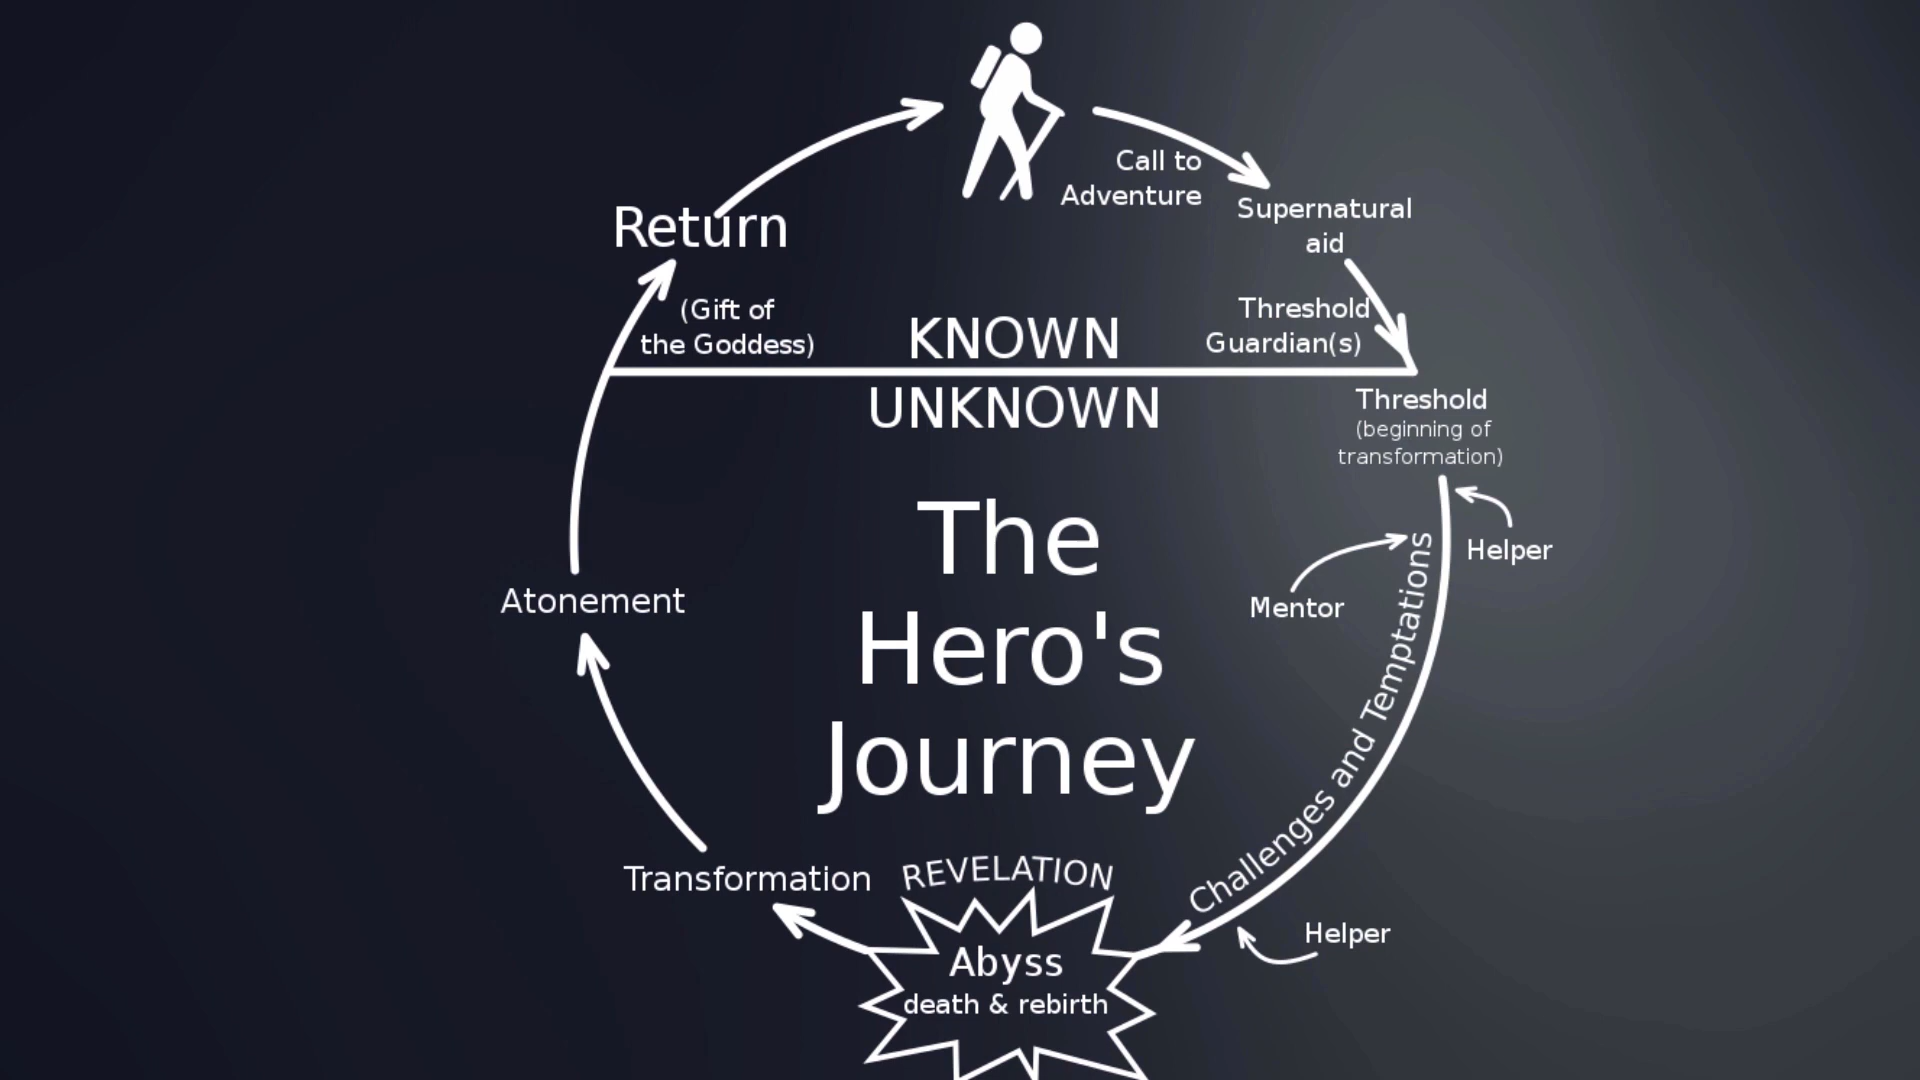 Call to
Adventure
Supernatural
aid
Return
(Gift of
the Goddess)
KNOWN
Threshold
Guardian(s)
UNKNOWN
Threshold
(beginning of
transformation)
Helper
Mentor
Challenges and Temptations
The
Hero's
Journey
Atonement
Transformation
REVELATION
Abyss
death & rebirth
Helper